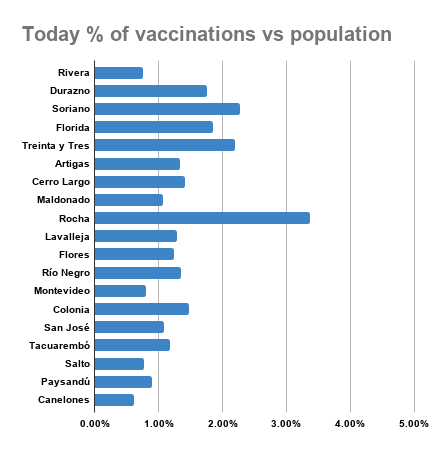 Today % of vaccinations vs population
Rivera
Durazno
Soriano
Florida
Treinta y Tres
Artigas
Cerro Largo
Maldonado
Rocha
Lavalleja
Flores
Río Negro
Montevideo
Colonia
San José
Tacuarembó
Salto
Paysandú
Canelones
0.00% 1.00% 2.00% 3.00% 4.00% 5.00%